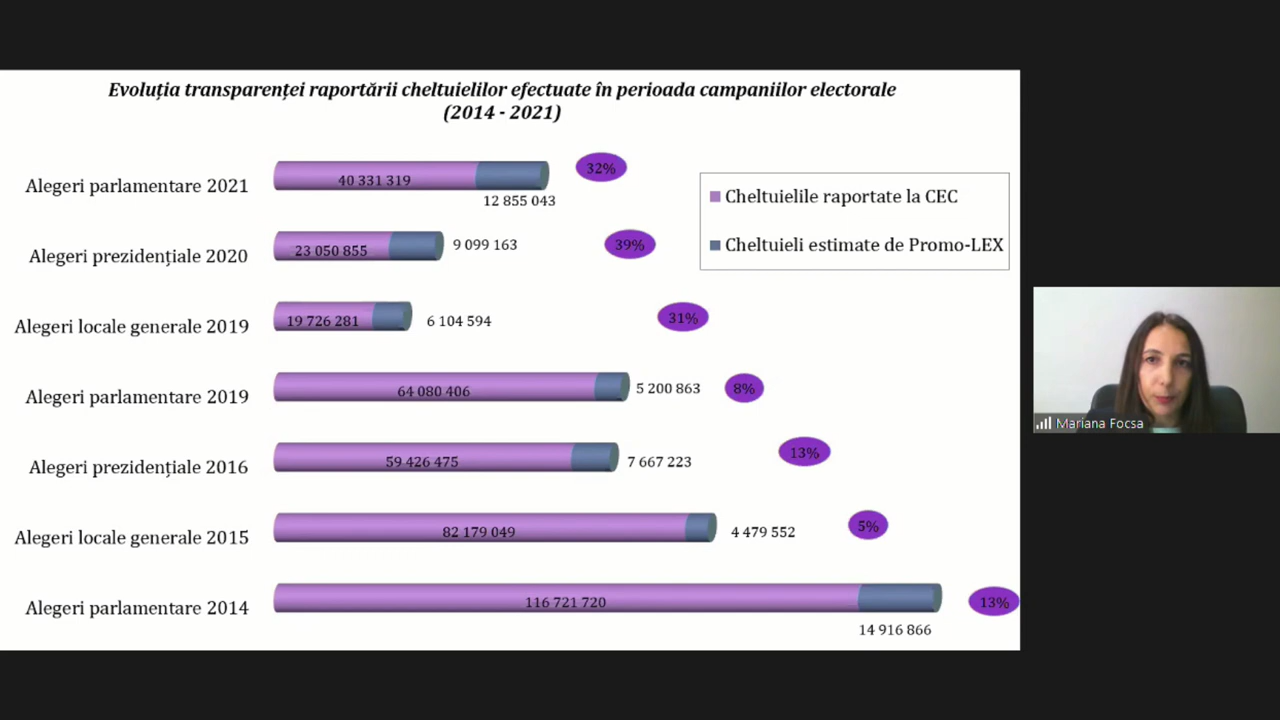 Evoluția transparenței raportării cheltuielilor efectuate în perioada campaniilor electorale
(2014 - 2021)
Alegeri parlamentare 2021
40 331 319
12 855 043
32%
Alegeri prezidențiale 2020
23 050 855
9 099 163
39%
Alegeri locale generale 2019
19 726 281
6 104 594
31%
Alegeri parlamentare 2019
64 080 406
5 200 863
8%
Alegeri prezidențiale 2016
59 426 475
7 667 223
13%
Alegeri locale generale 2015
82 179 049
4 479 552
5%
Alegeri parlamentare 2014
116 721 720
14 916 866
13%
Cheltuielile raportate la CEC
Cheltuieli estimate de Promo-LEX
Mariana Focsa